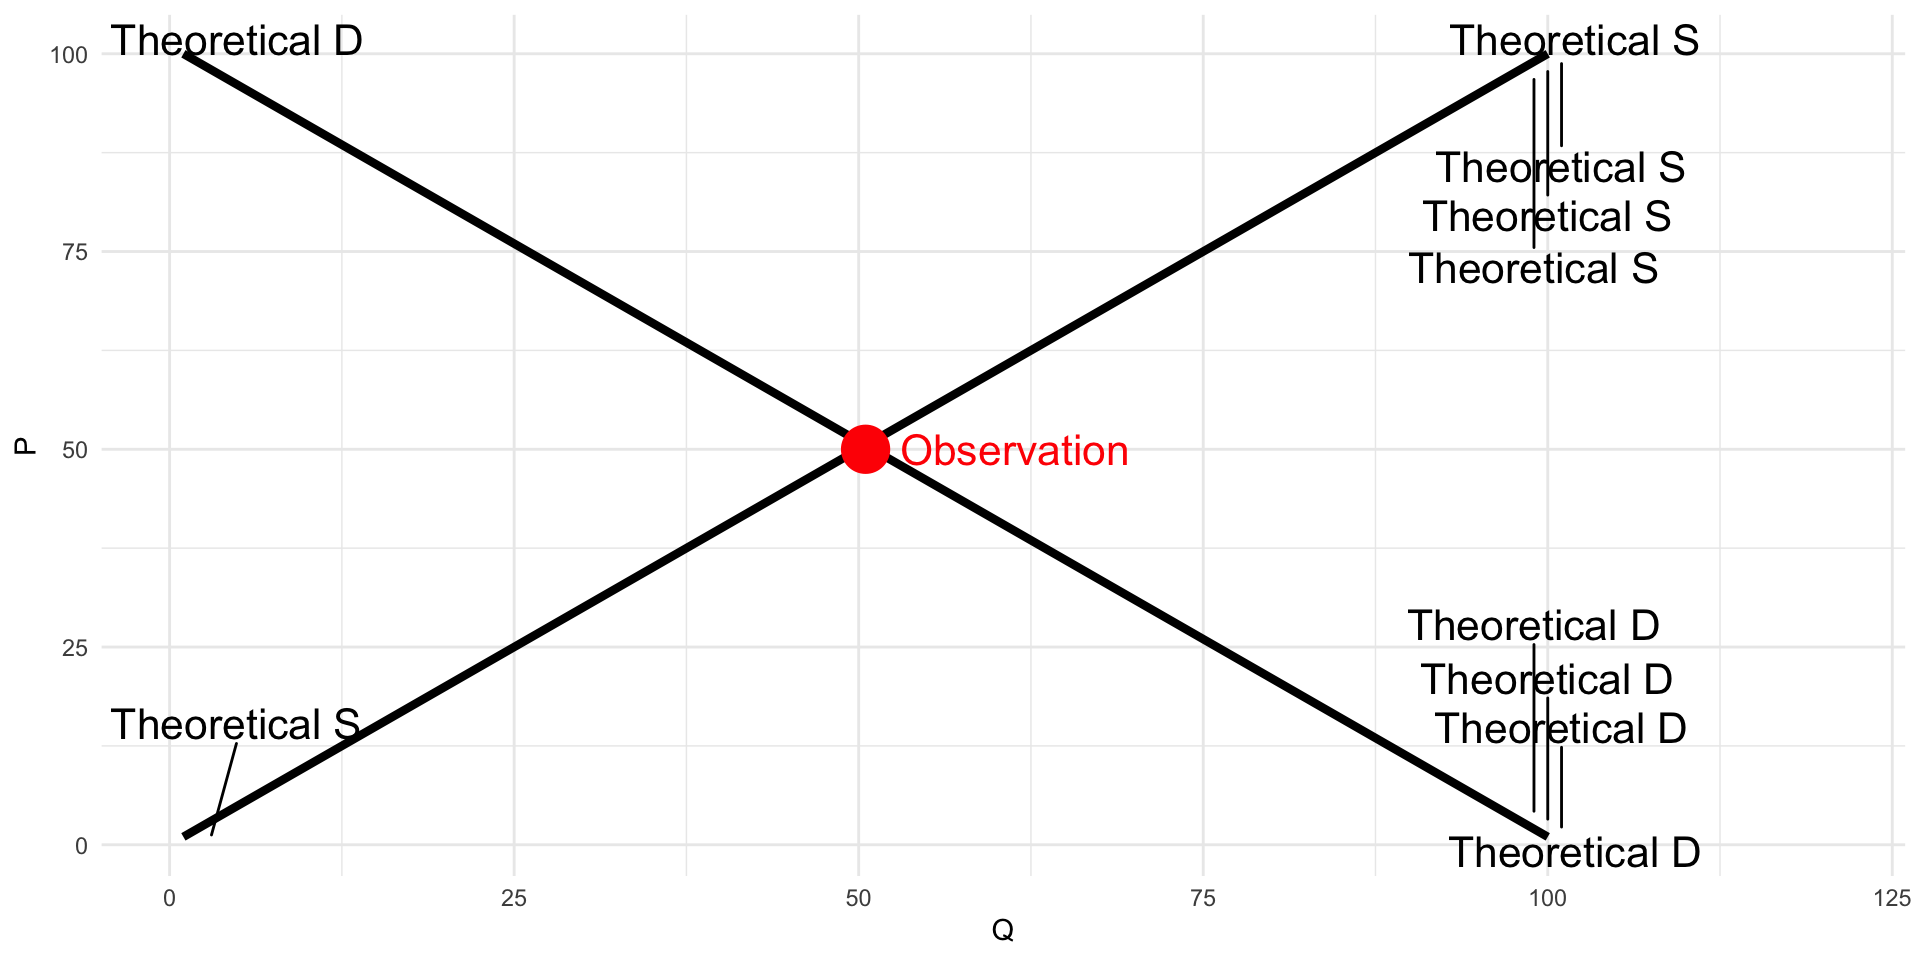 Theoretical D
Theoretical S
100
Theoretical S
Theoretical S
75
Theoretical S
P
50
Observation
Theoretical D
25
Theoretical D
Theoretical S
Theoretical D
0
Theoretical D
0
25
50
75
100
125
Q